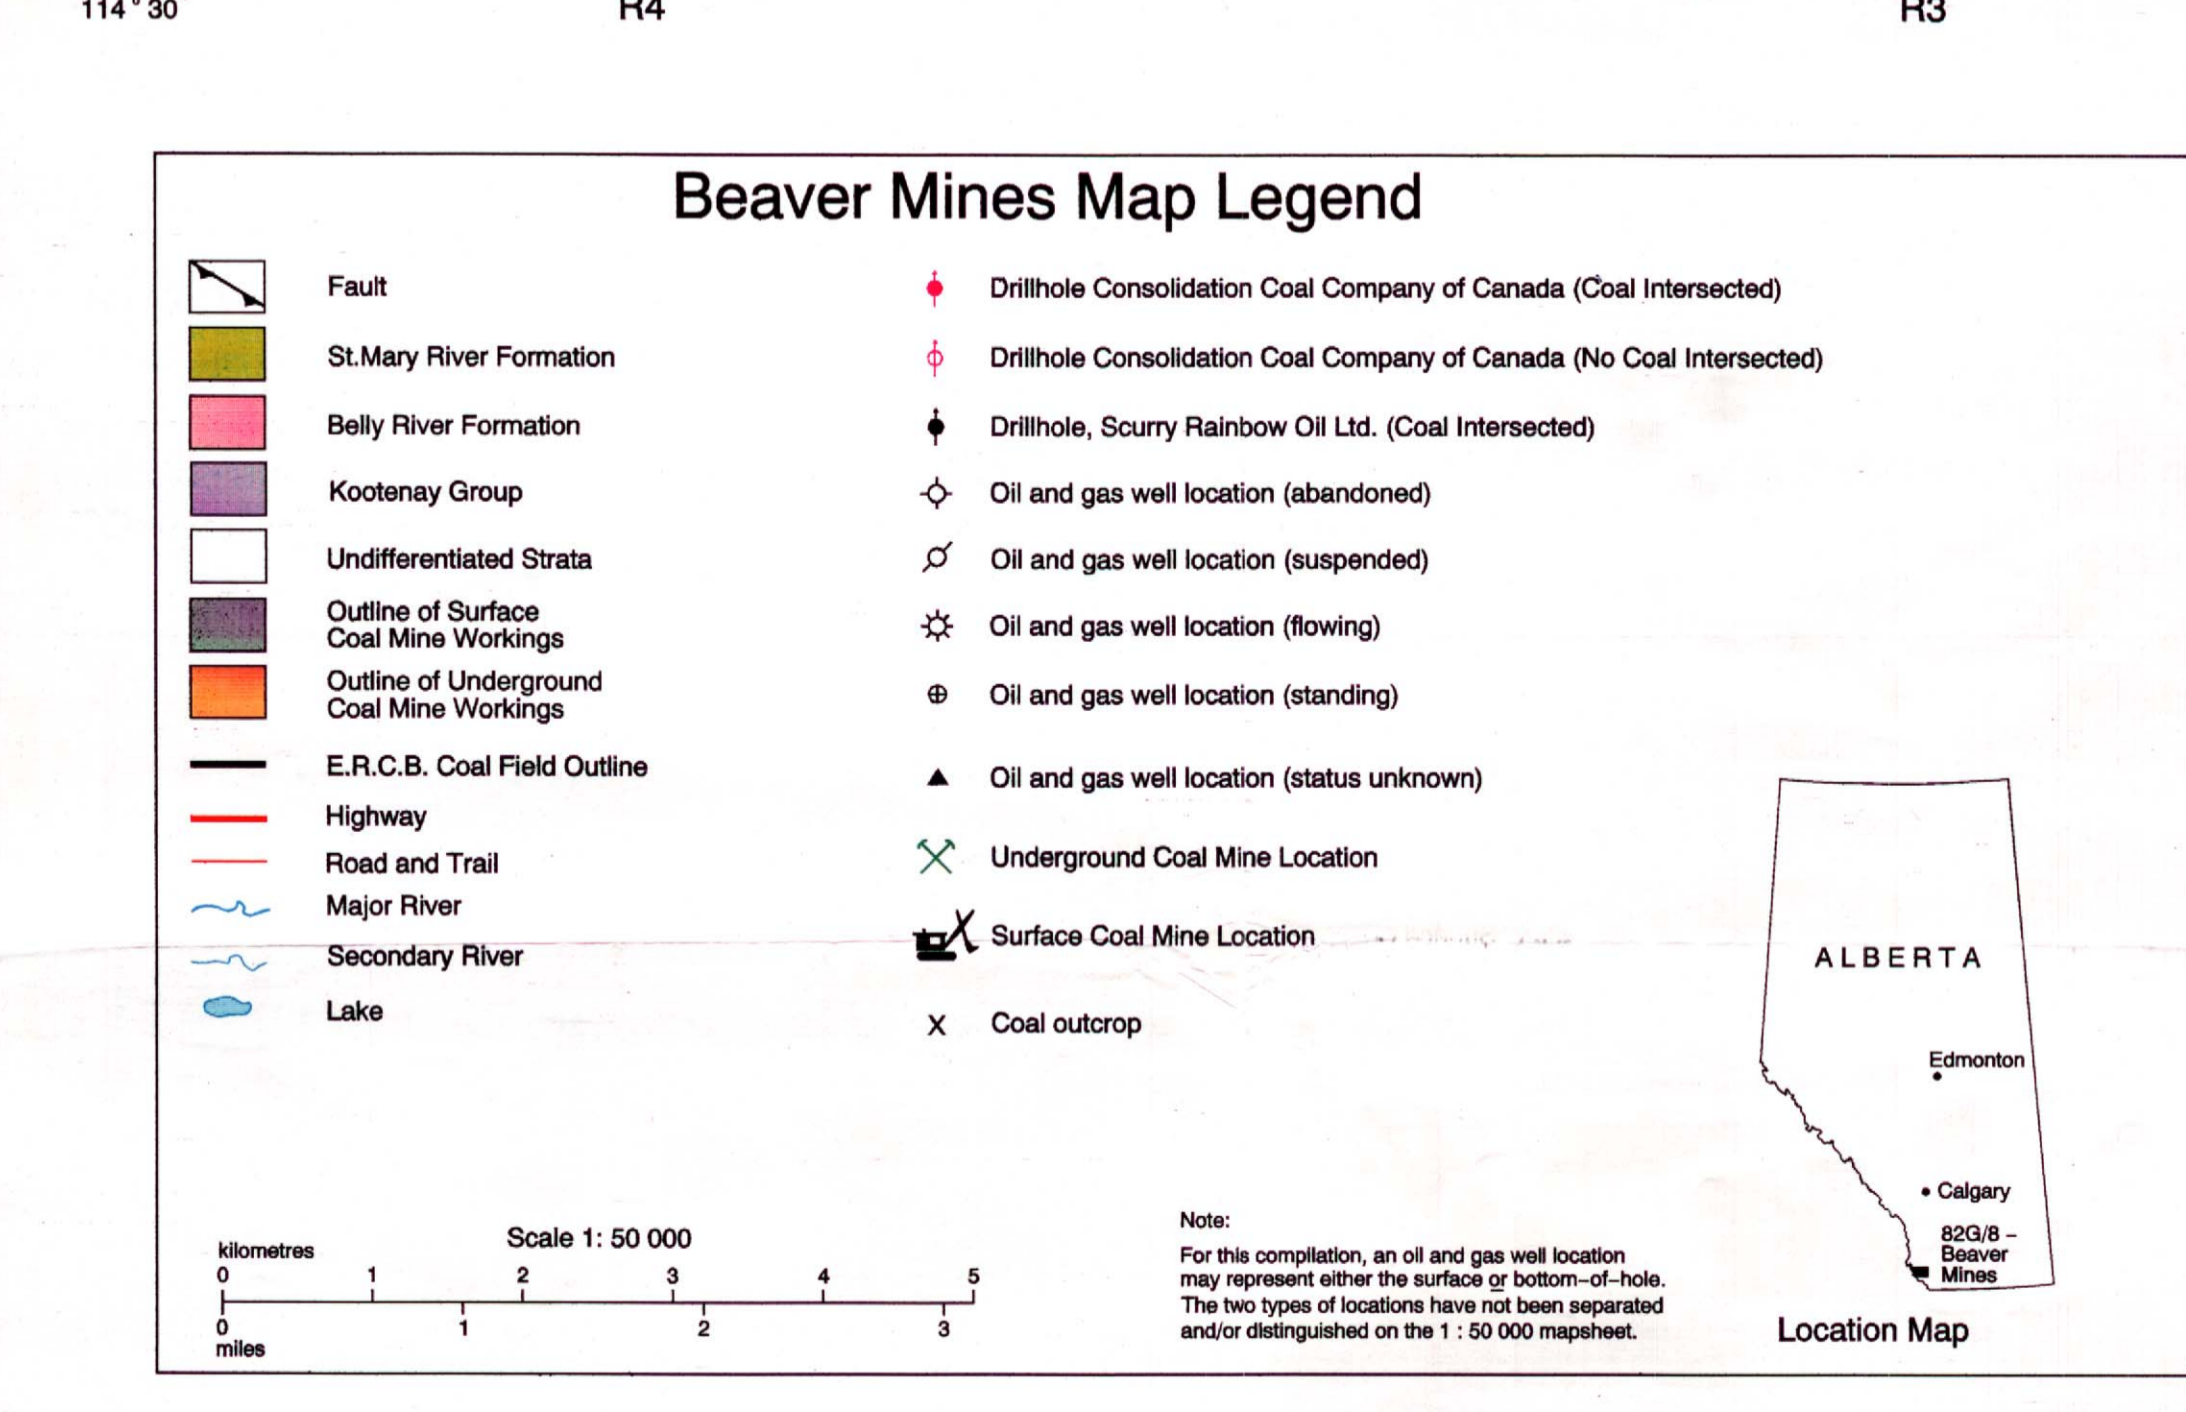 114°30
R4
R3
Beaver Mines Map Legend
Fault
St.Mary River Formation
Belly River Formation
Kootenay Group
Undifferentiated Strata
Outline of Surface
Coal Mine Workings
Outline of Underground
Coal Mine Workings
E.R.C.B. Coal Field Outline
Highway
Road and Trail
Major River
Secondary River
Lake
Drillhole Consolidation Coal Company of Canada (Coal Intersected)
Drillhole Consolidation Coal Company of Canada (No Coal Intersected)
Drillhole, Scurry Rainbow Oil Ltd. (Coal Intersected)
Oil and gas well location (abandoned)
Oil and gas well location (suspended)
Oil and gas well location (flowing)
Oil and gas well location (standing)
Oil and gas well location (status unknown)
Underground Coal Mine Location
Surface Coal Mine Location
Coal outcrop
Scale 1: 50 000
kilometres
0 1 2 3 4 5
0 1 2 3
miles
Note:
For this compilation, an oil and gas well location
may represent either the surface or bottom-of-hole.
The two types of locations have not been separated
and/or distinguished on the 1 : 50 000 mapsheet.
ALBERTA
Edmonton
Calgary
82G/8 -
Beaver
Mines
Location Map